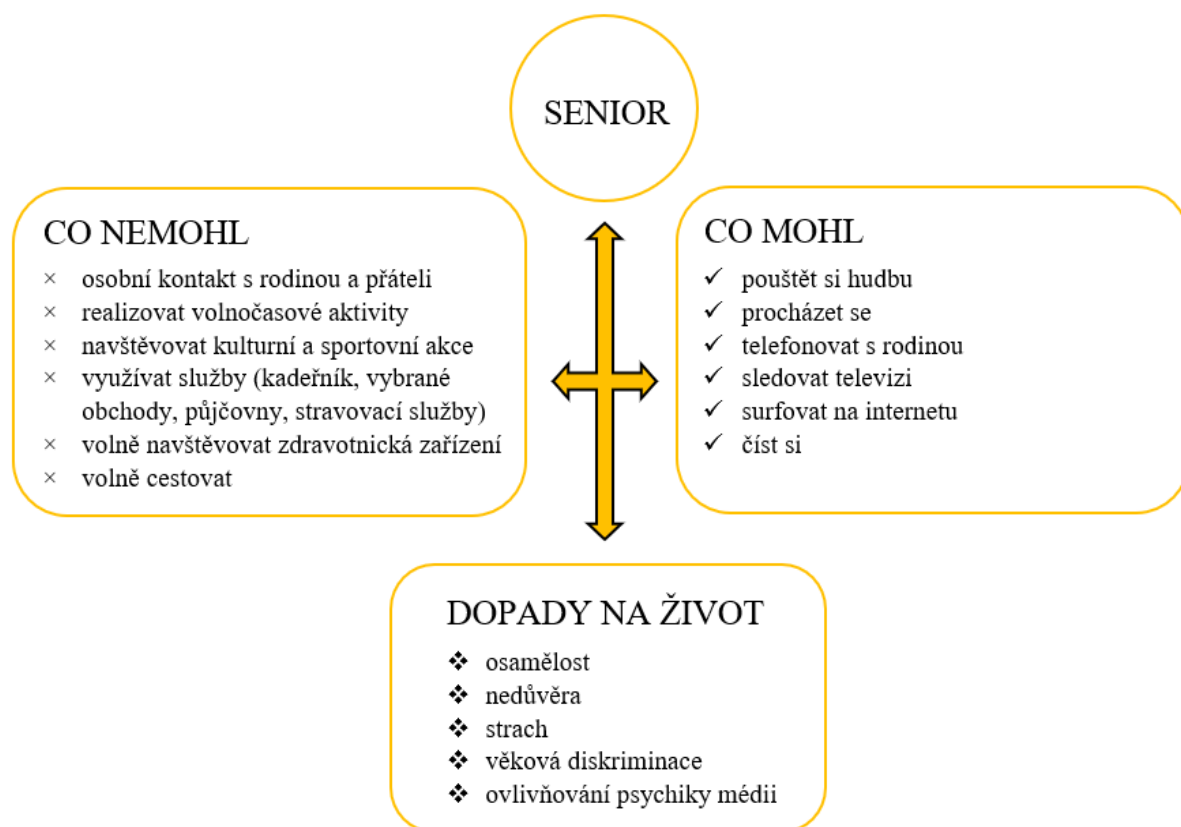 SENIOR
CO NEMOHL
× osobní kontakt s rodinou a přáteli
× realizovat volnočasové aktivity
× navštěvovat kulturní a sportovní akce
× využívat služby (kadeřník, vybrané
obchody, půjčovny, stravovací služby)
× volně navštěvovat zdravotnická zařízení
× volně cestovat
CO MOHL
✓ pouštět si hudbu
✓ procházet se
✓ telefonovat s rodinou
✓ sledovat televizi
✓ surfovat na internetu
✓ číst si
DOPADY NA ŽIVOT
❖ osamělost
❖ nedůvěra
❖ strach
❖ věková diskriminace
❖ ovlivňování psychiky médii